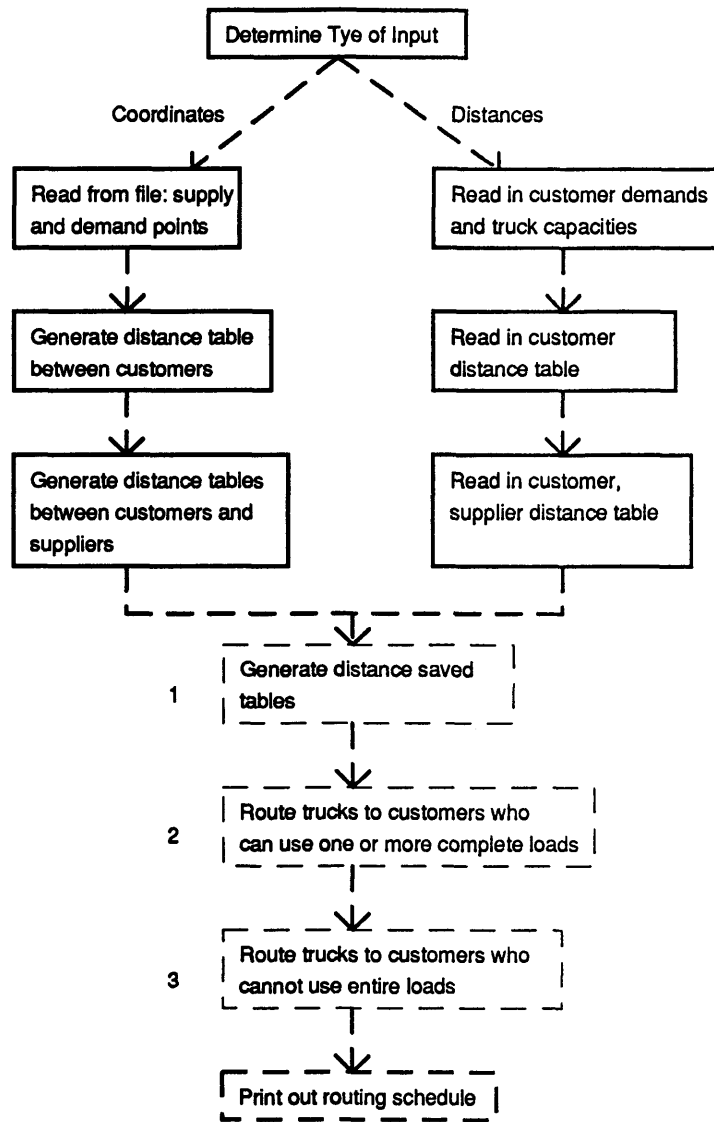 Determine Tye of Input
Coordinates
Distances
Read from file: supply
and demand points
Read in customer demands
and truck capacities
Generate distance table
between customers
Read in customer
distance table
Generate distance tables
between customers and
suppliers
Read in customer,
supplier distance table
1
Generate distance saved
tables
2
Route trucks to customers who
can use one or more complete loads
3
Route trucks to customers who
cannot use entire loads
Print out routing schedule